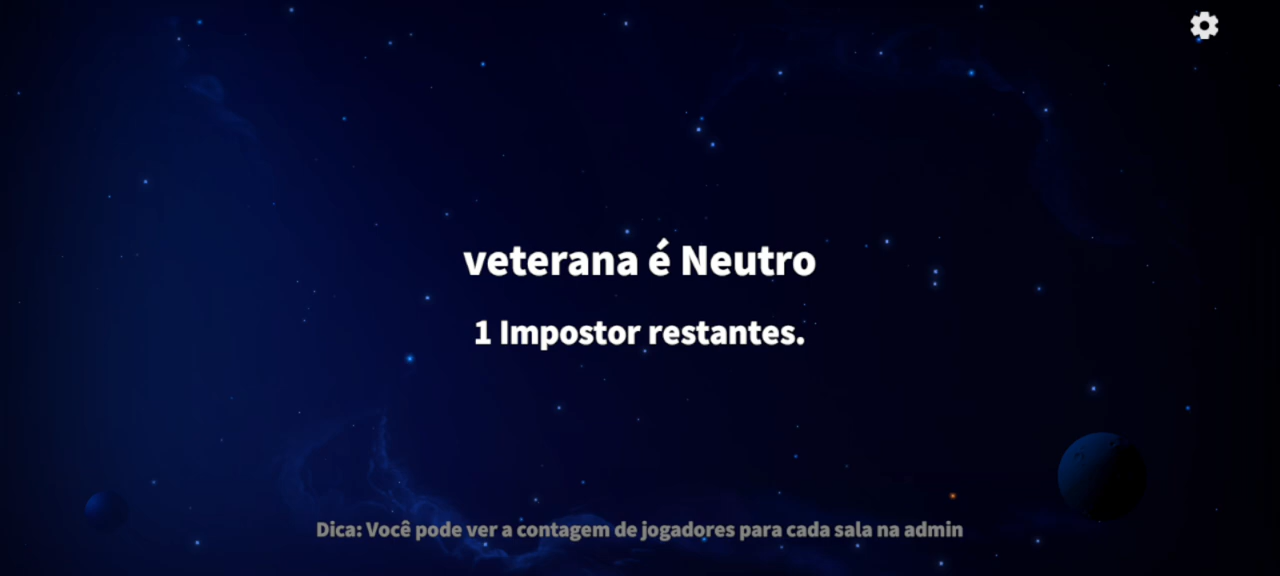 veterana é Neutro
1 Impostor restantes.
Dica: Você pode ver a contagem de jogadores para cada sala na admin